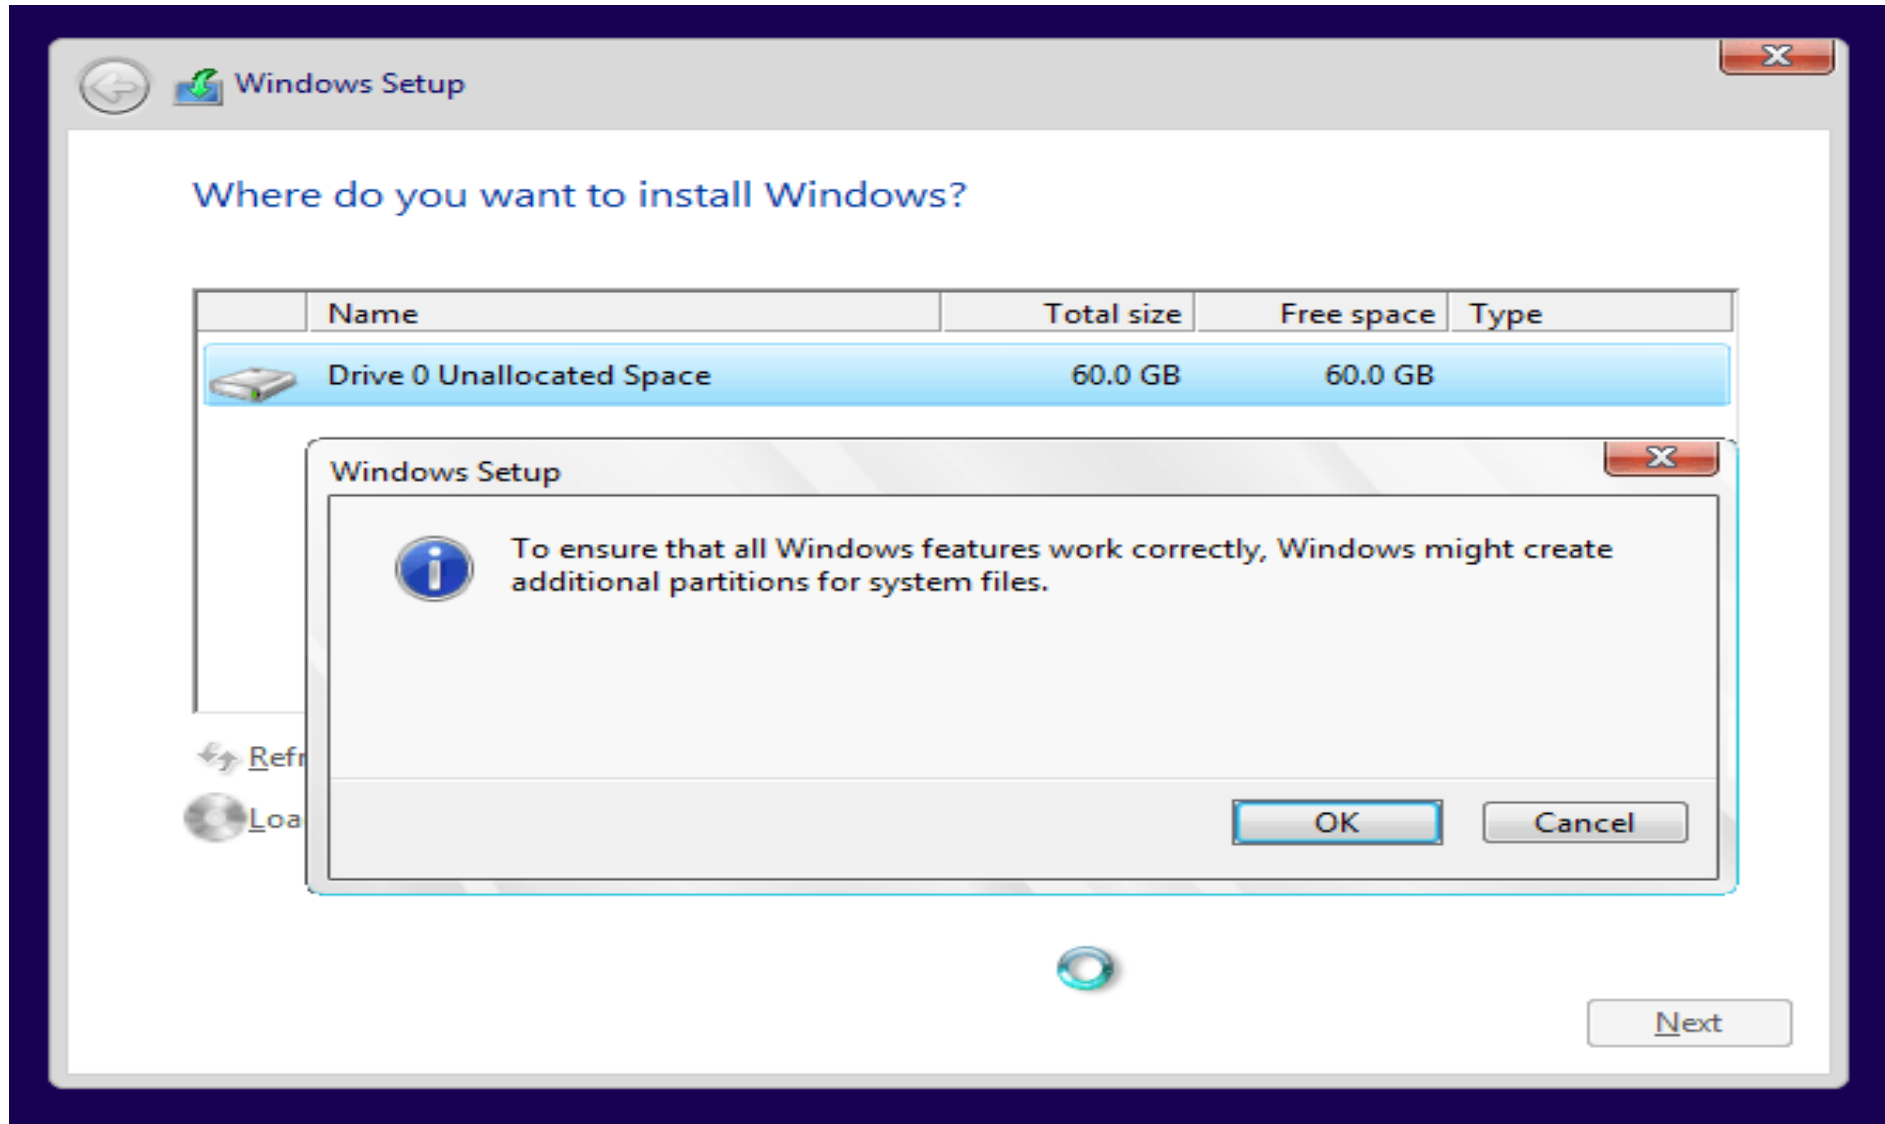 Windows Setup
Where do you want to install Windows?
Name Total size Free space Type
Drive 0 Unallocated Space 60.0 GB 60.0 GB
Windows Setup
To ensure that all Windows features work correctly, Windows might create
additional partitions for system files.
Refr
Loa
OK Cancel
Next